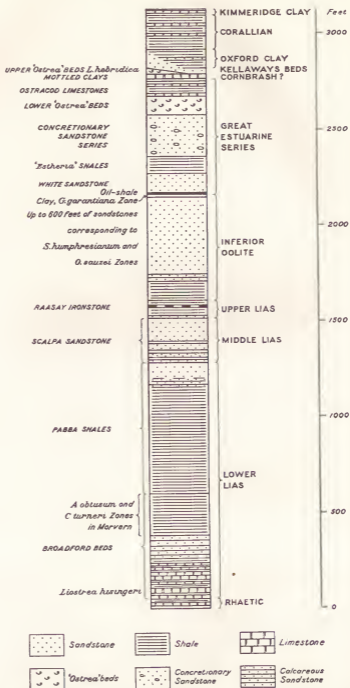 KIMMERIDGE CLAY
Feet
3000
CORALLIAN
OXFORD CLAY
UPPER "Ostrea" BEDS L. hebridica
KELLAWAYS BEDS
MOTTLED CLAYS
CORNBRASH?
OSTRACOD LIMESTONES
LOWER "Ostrea" BEDS
CONCRETIONARY
SANDSTONE
SERIES
GREAT
ESTUARINE
SERIES
2500
"Estheria" SHALES
WHITE SANDSTONE
Oil-shale
Clay, G. garantiana Zone
Up to 600 feet of sandstones
corresponding to
S. humphresianum and
O. sauzei Zones
2000
INFERIOR
OOLITE
RAASAY IRONSTONE
UPPER LIAS
1500
SCALPA SANDSTONE
MIDDLE LIAS
1000
PABBA SHALES
LOWER
LIAS
A obtusum and
C turneri Zones
in Morvern
500
BROADFORD BEDS
Liostrea hisingeri
RHAETIC
0
Sandstone
Shale
Limestone
"Ostrea" beds
Concretionary
Sandstone
Calcareous
Sandstone